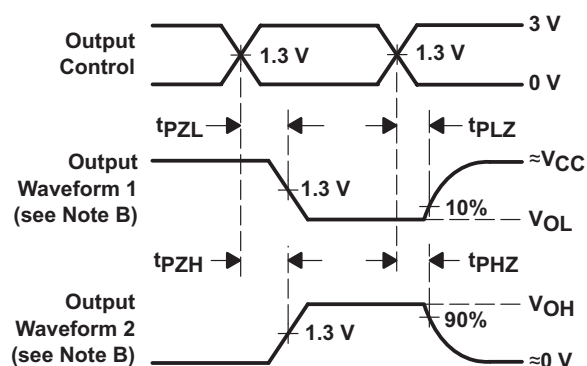 3 V
Output
Control
1.3 V
1.3 V
0 V
tPZL
tPLZ
Output
Waveform 1
(see Note B)
≈VCC
1.3 V
10%
VOL
tPZH
tPHZ
Output
Waveform 2
(see Note B)
VOH
90%
1.3 V
≈0 V